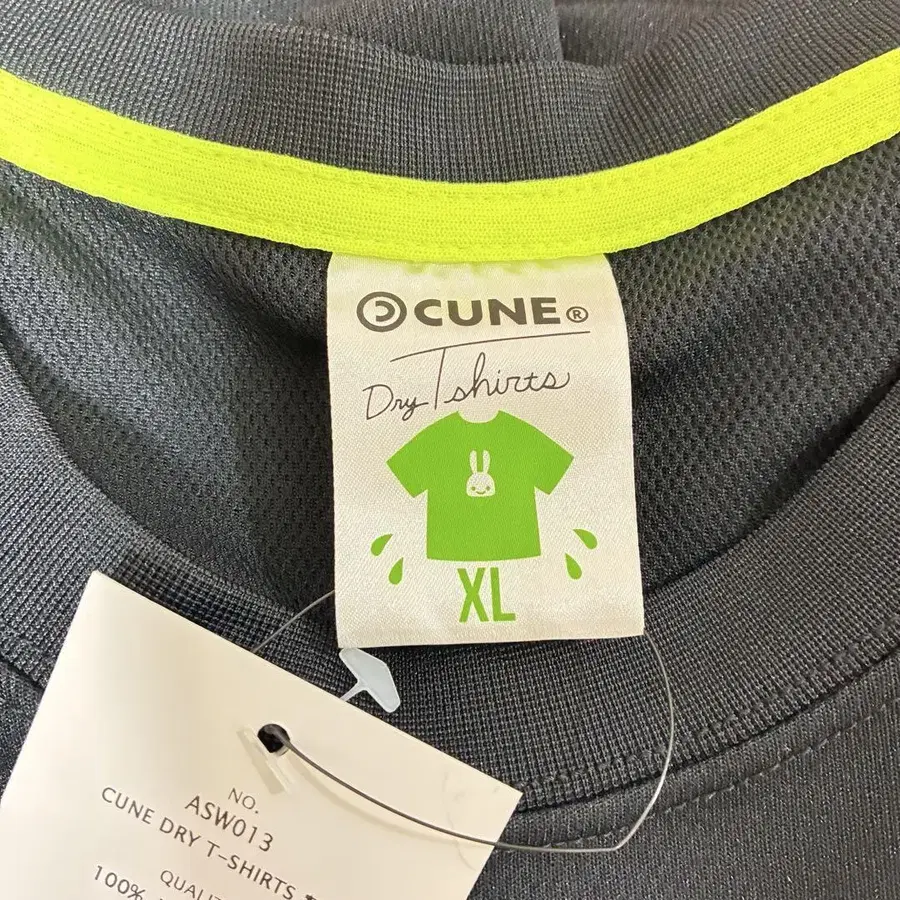 CUNE®
Dry Tshirts
XL
NO.
ASW013
CUNE DRY T-SHIRTS
100%